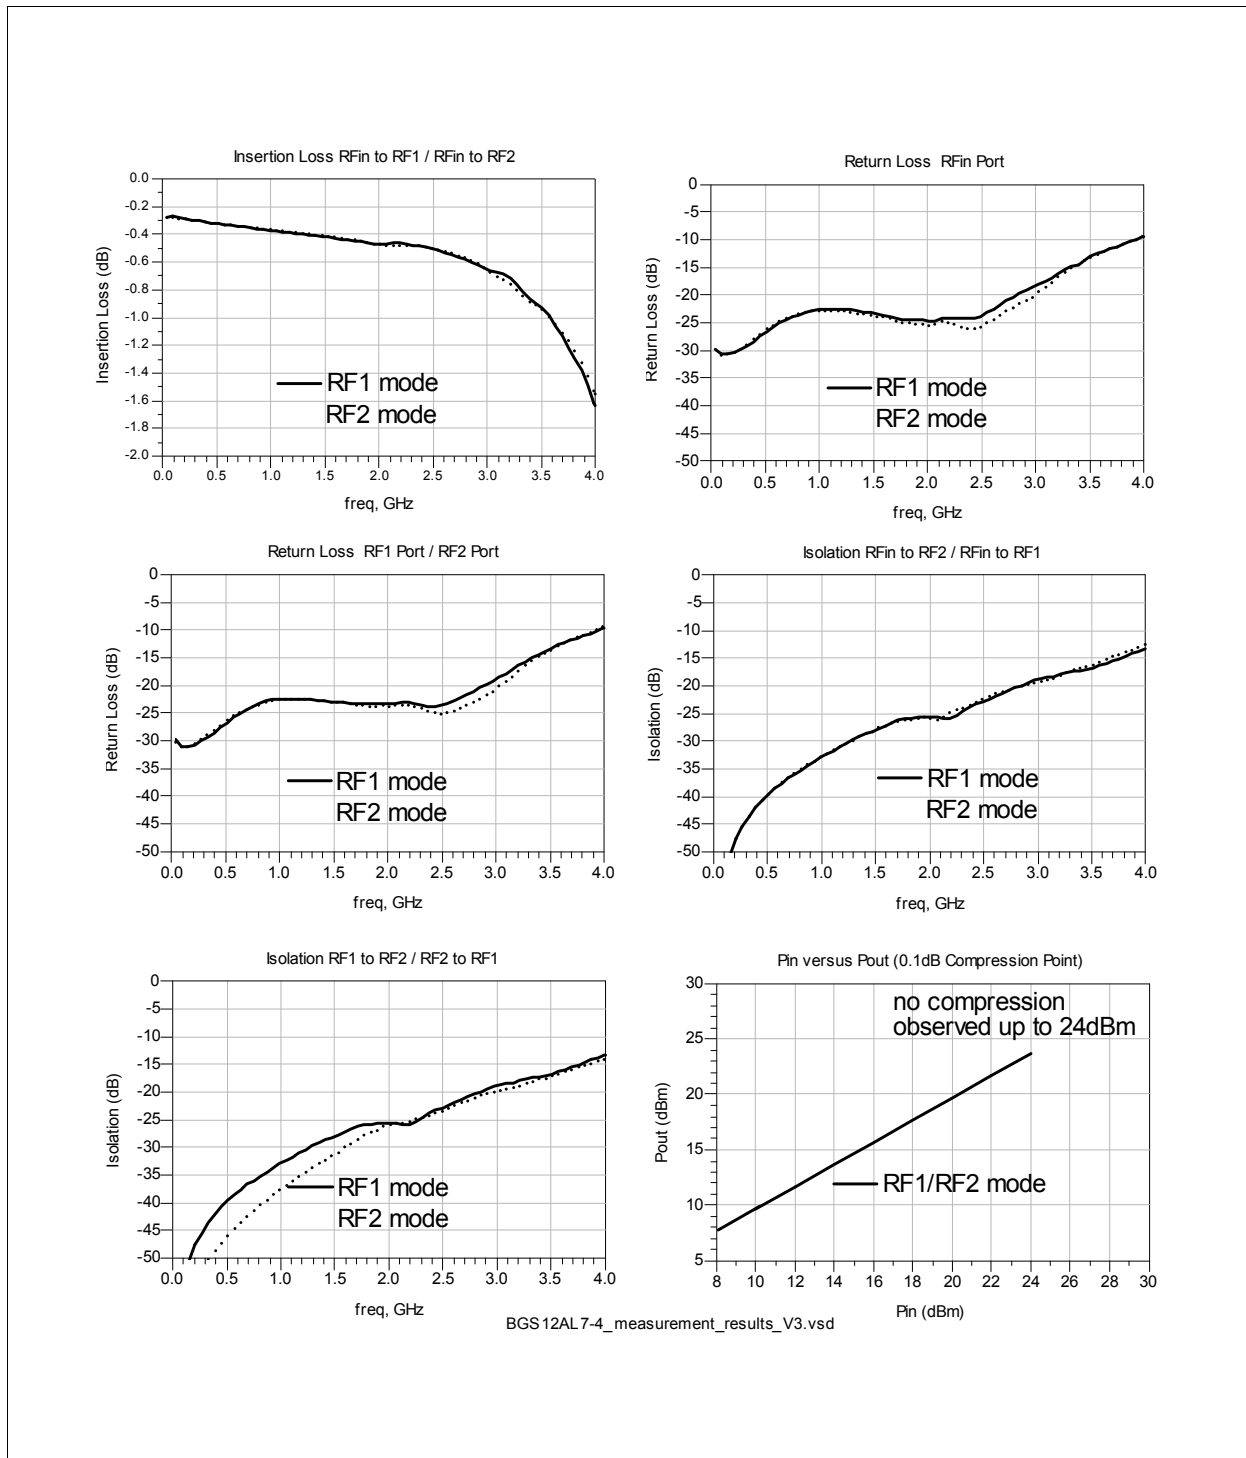 Insertion Loss RFin to RF1 / RFin to RF2
0.0
-0.2
-0.4
-0.6
-0.8
-1.0
-1.2
-1.4
-1.6
-1.8
-2.0
Insertion Loss (dB)
RF1 mode
RF2 mode
0.0 0.5 1.0 1.5 2.0 2.5 3.0 3.5 4.0
freq, GHz
Return Loss RFin Port
0
-5
-10
-15
-20
-25
-30
-35
-40
-45
-50
Return Loss (dB)
RF1 mode
RF2 mode
0.0 0.5 1.0 1.5 2.0 2.5 3.0 3.5 4.0
freq, GHz
Return Loss RF1 Port / RF2 Port
0
-5
-10
-15
-20
-25
-30
-35
-40
-45
-50
Return Loss (dB)
RF1 mode
RF2 mode
0.0 0.5 1.0 1.5 2.0 2.5 3.0 3.5 4.0
freq, GHz
Isolation RFin to RF2 / RFin to RF1
0
-5
-10
-15
-20
-25
-30
-35
-40
-45
-50
Isolation (dB)
RF1 mode
RF2 mode
0.0 0.5 1.0 1.5 2.0 2.5 3.0 3.5 4.0
freq, GHz
Isolation RF1 to RF2 / RF2 to RF1
0
-5
-10
-15
-20
-25
-30
-35
-40
-45
-50
Isolation (dB)
RF1 mode
RF2 mode
0.0 0.5 1.0 1.5 2.0 2.5 3.0 3.5 4.0
freq, GHz
Pin versus Pout (0.1dB Compression Point)
30
25
20
15
10
5
Pout (dBm)
no compression
observed up to 24dBm
RF1/RF2 mode
8 10 12 14 16 18 20 22 24 26 28 30
Pin (dBm)
BGS12AL7-4_measurement_results_V3.vsd